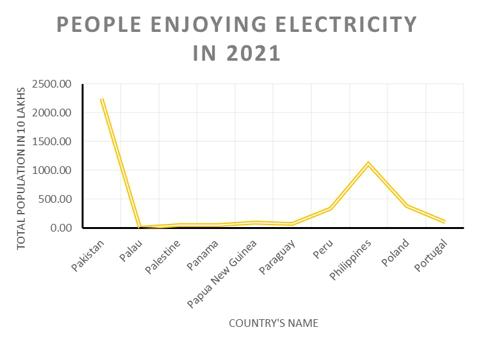 PEOPLE ENJOYING ELECTRICITY
IN 2021
TOTAL POPULATION IN 10 LAKHS
2500.00
2000.00
1500.00
1000.00
500.00
0.00
Pakistan
Palau
Palestine
Panama
Papua New Guinea
Paraguay
Peru
Philippines
Poland
Portugal
COUNTRY'S NAME